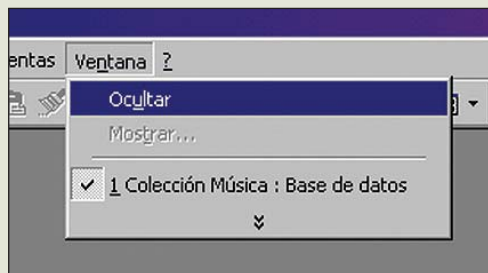 entas Ventana ?
Ocultar
Mostrar...
1 Colección Música : Base de datos